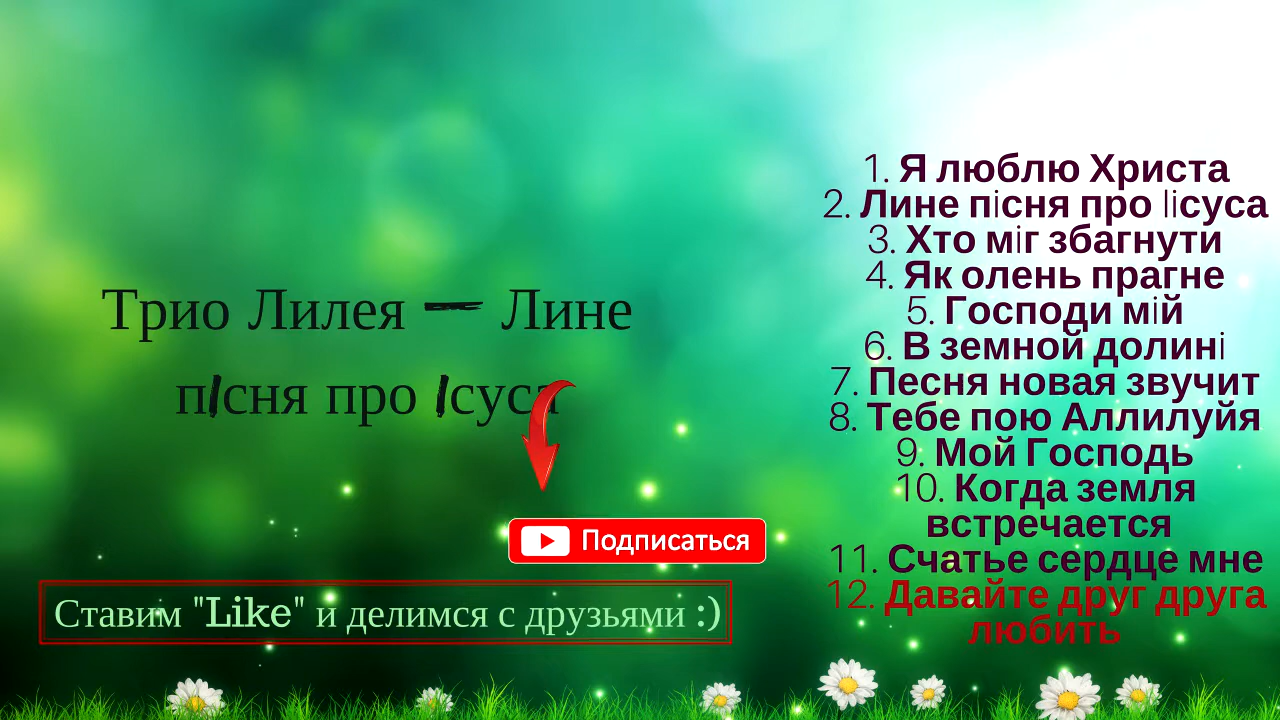 Трио Лилея — Лине
пІсня про Ісуса
Подписаться
Ставим "Like" и делимся с друзьями :)
1. Я люблю Христа
2. Лине пісня про Iiсуса
3. Хто міг збагнути
4. Як олень прагне
5. Господи мій
6. В земной долині
7. Песня новая звучит
8. Тебе пою Аллилуйя
9. Мой Господь
10. Когда земля
встречается
11. Счатье сердце мне
12. Давайте друг друга
любить